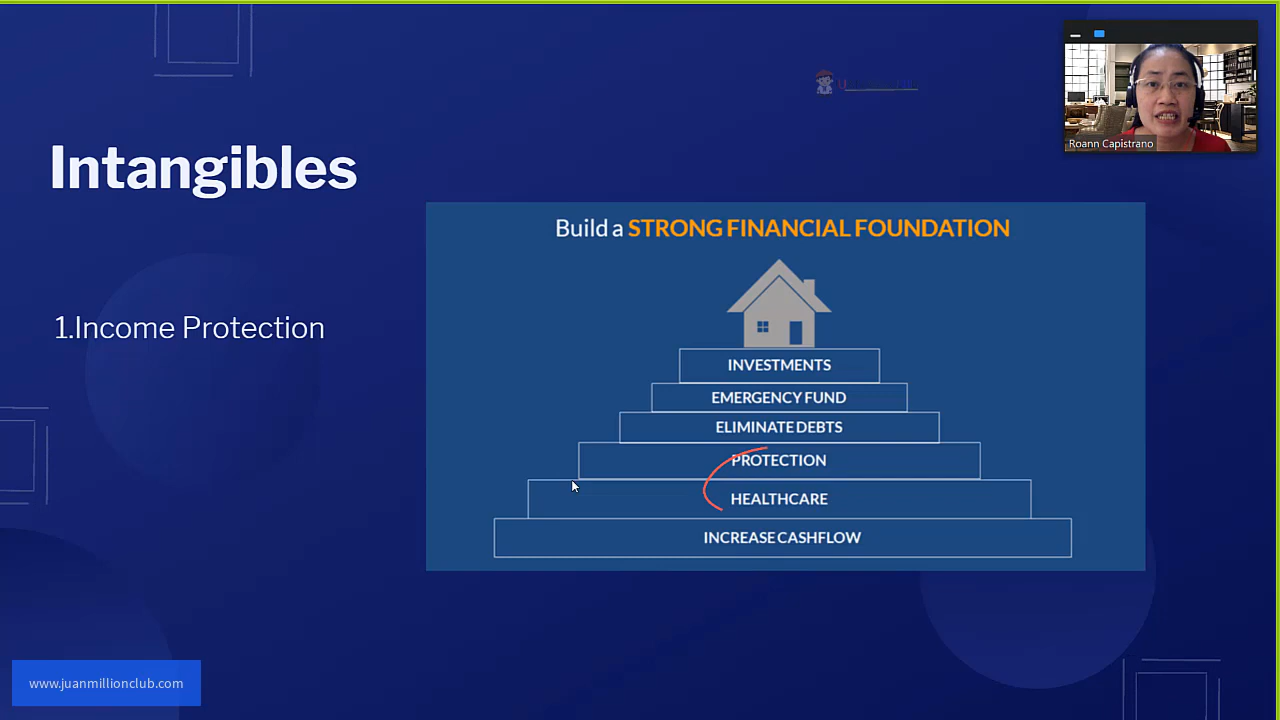 Roann Capistrano
Intangibles
Build a STRONG FINANCIAL FOUNDATION
1.Income Protection
INVESTMENTS
EMERGENCY FUND
ELIMINATE DEBTS
PROTECTION
HEALTHCARE
INCREASE CASHFLOW
www.juanmillionclub.com